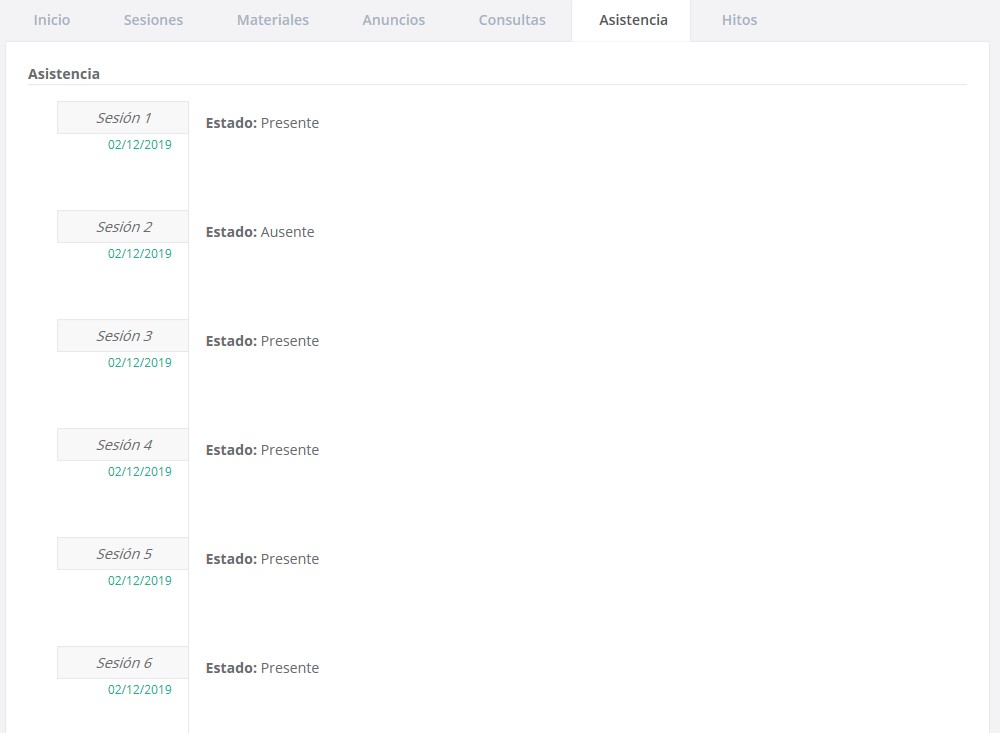 Inicio Sesiones Materiales Anuncios Consultas Asistencia Hitos
Asistencia
Sesión 1
Estado: Presente
02/12/2019
Sesión 2
Estado: Ausente
02/12/2019
Sesión 3
Estado: Presente
02/12/2019
Sesión 4
Estado: Presente
02/12/2019
Sesión 5
Estado: Presente
02/12/2019
Sesión 6
Estado: Presente
02/12/2019